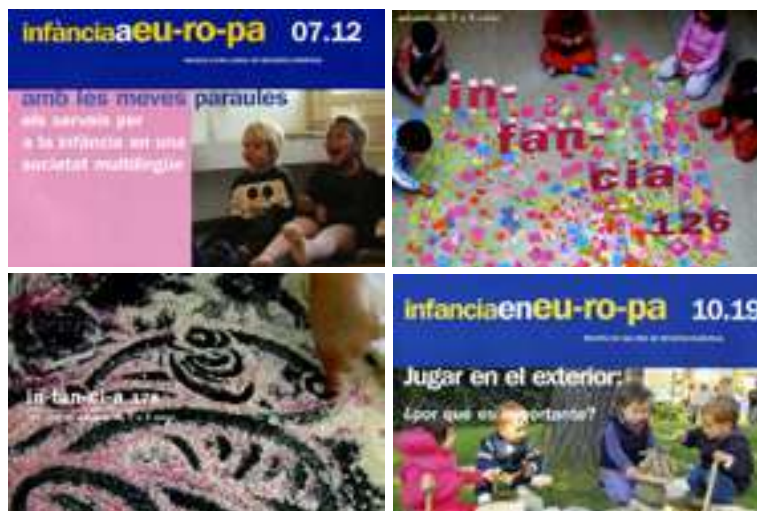 infànciaaeu-ro-pa 07.12
amb les meves paraules
els serveis per
a la infància en una
societat multilingüe
in-
fan-
cia
126
in-fan-ci-a
infanciaeneu-ro-pa 10.19
Jugar en el exterior:
¿por qué es importante?